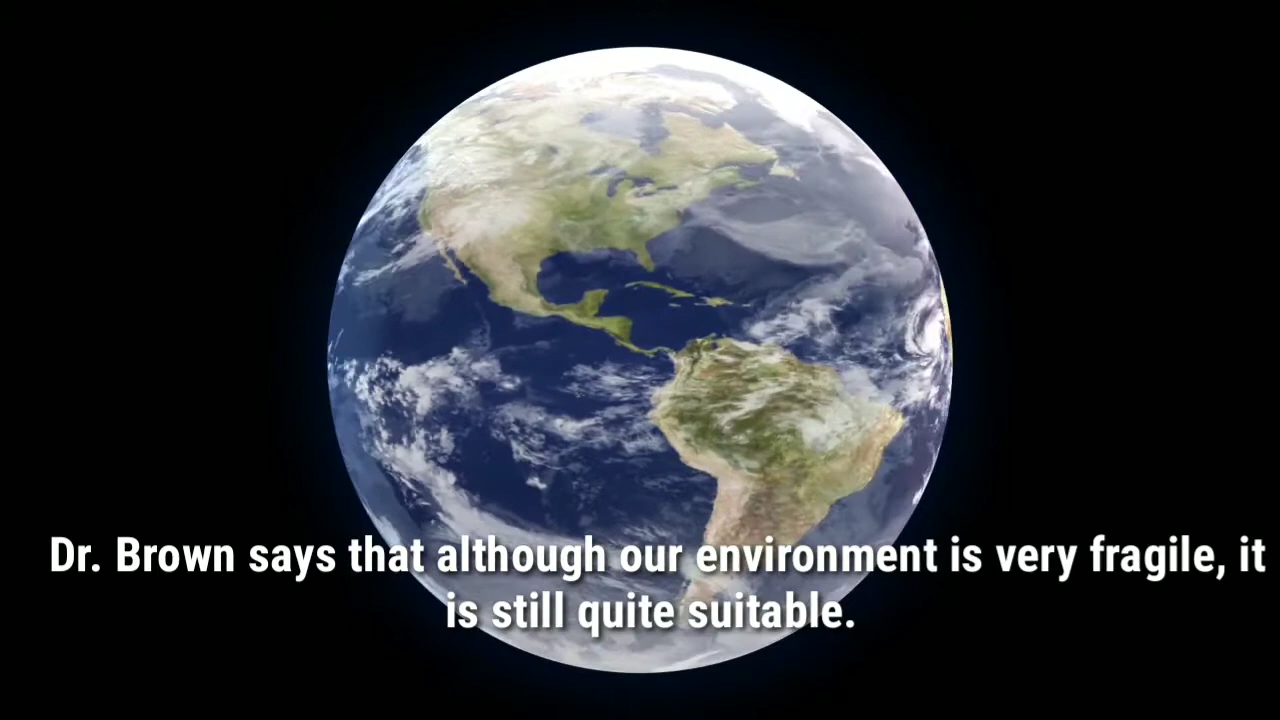 Dr. Brown says that although our environment is very fragile, it
is still quite suitable.